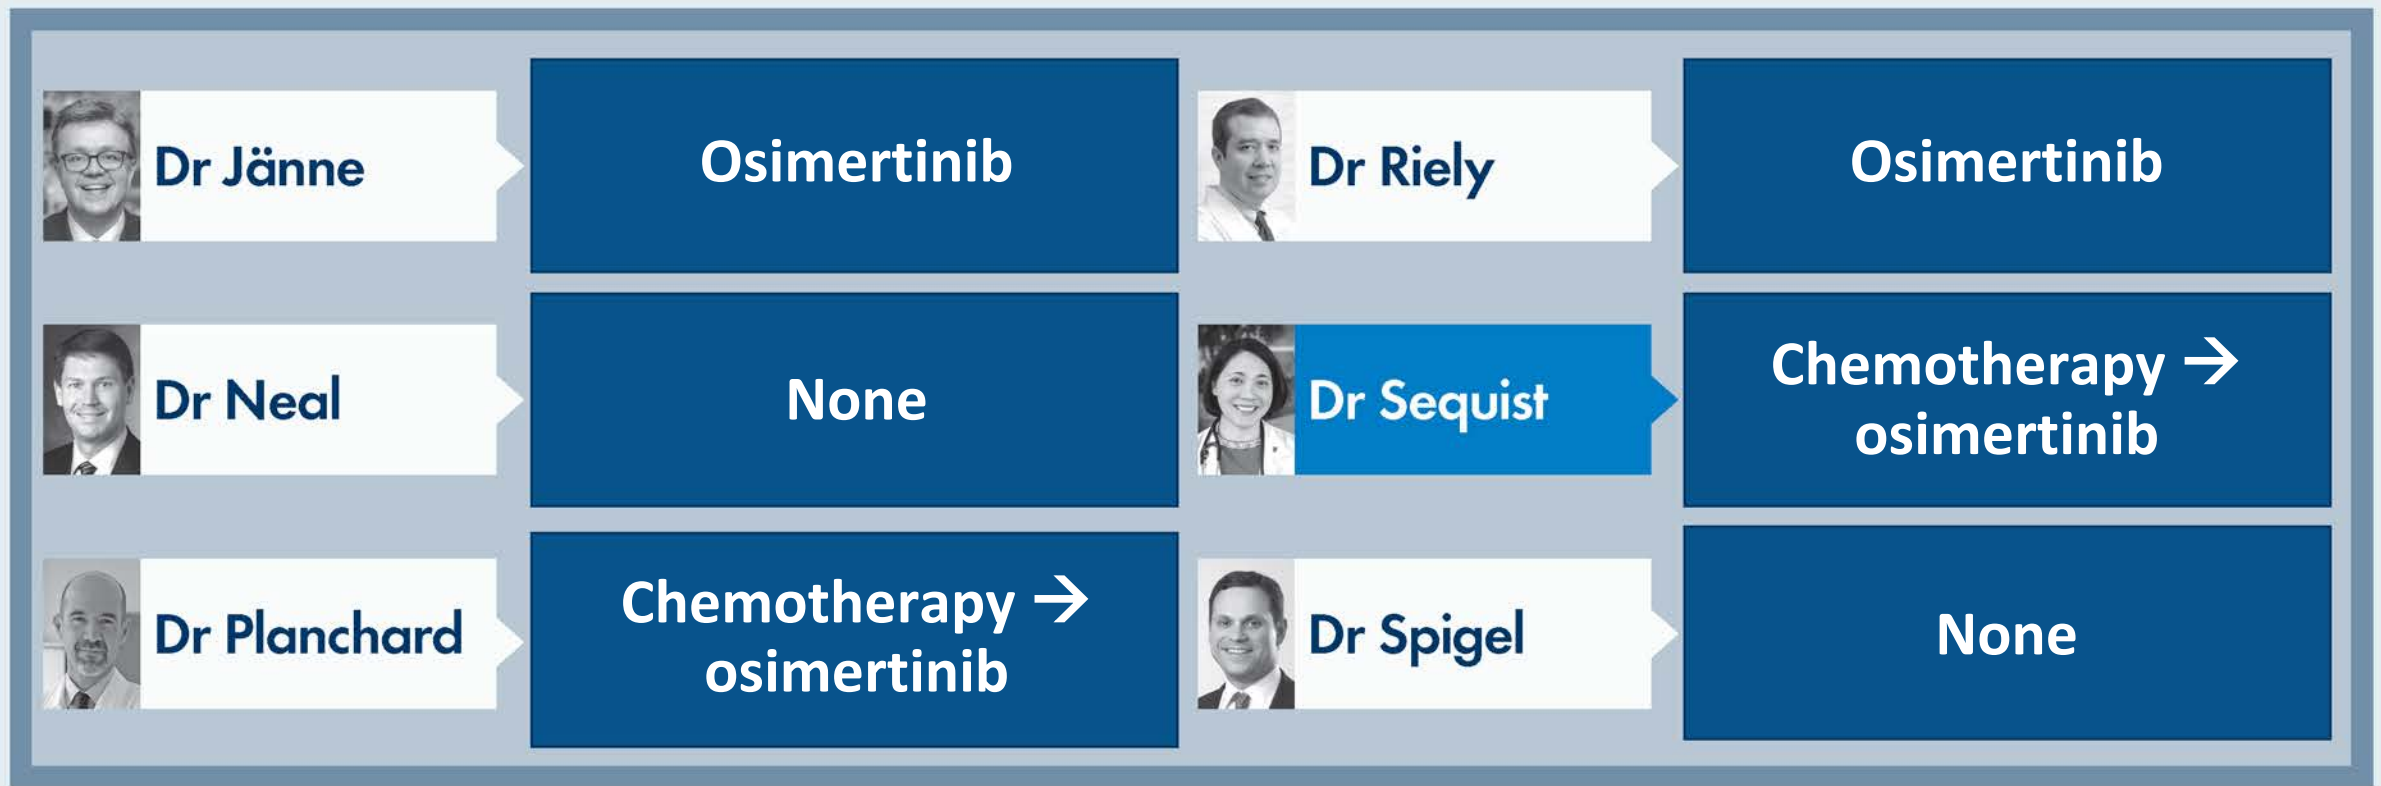 Dr Jänne
Osimertinib
Dr Riely
Osimertinib
Dr Neal
None
Dr Sequist
Chemotherapy →
osimertinib
Dr Planchard
Chemotherapy →
osimertinib
Dr Spigel
None